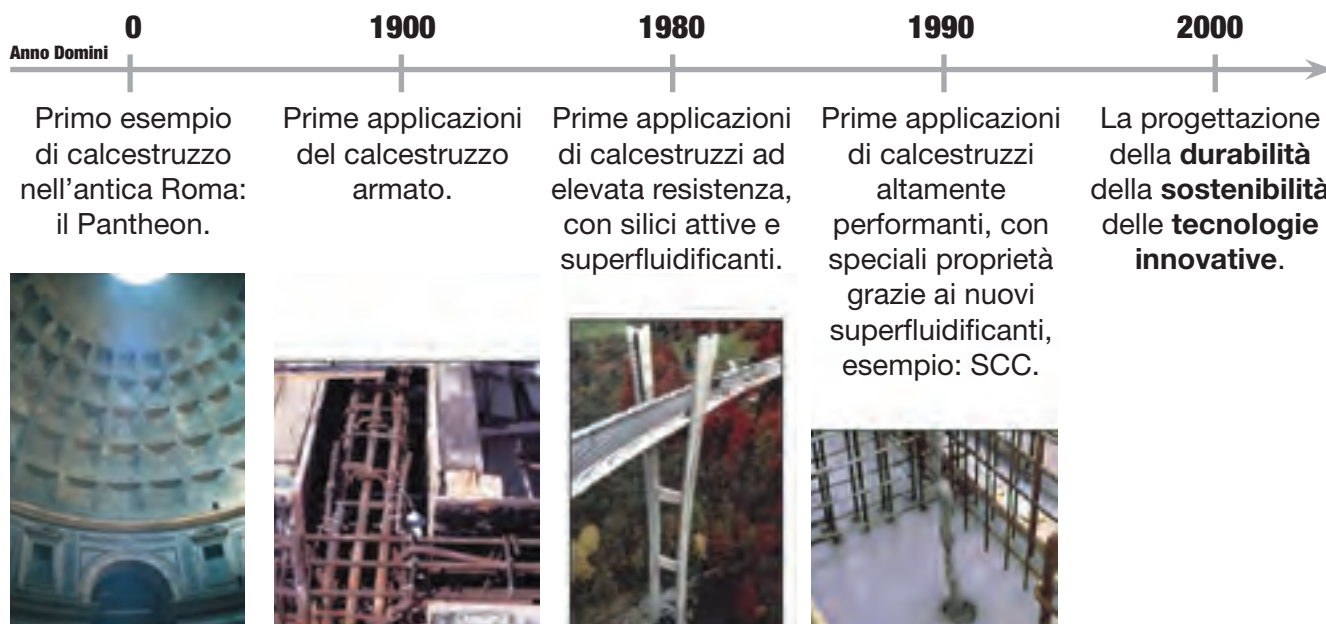 0
1900
1980
1990
2000
Anno Domini
Primo esempio
di calcestruzzo
nell'antica Roma:
il Pantheon.
Prime applicazioni
del calcestruzzo
armato.
Prime applicazioni
di calcestruzzi ad
elevata resistenza,
con silici attive e
superfluidificanti.
Prime applicazioni
di calcestruzzi
altamente
performanti, con
speciali proprietà
grazie ai nuovi
superfluidificanti,
esempio: SCC.
La progettazione
della durabilità
della sostenibilità
delle tecnologie
innovative.